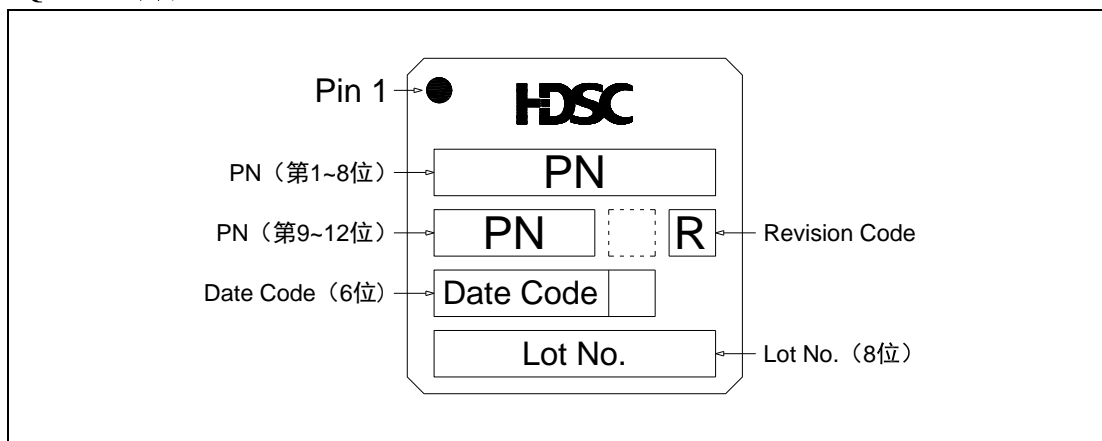 Pin 1
HDSC
PN（第1~8位）
PN
PN（第9~12位）
PN
R
Revision Code
Date Code（6位）
Date Code
Lot No.
Lot No.（8位）